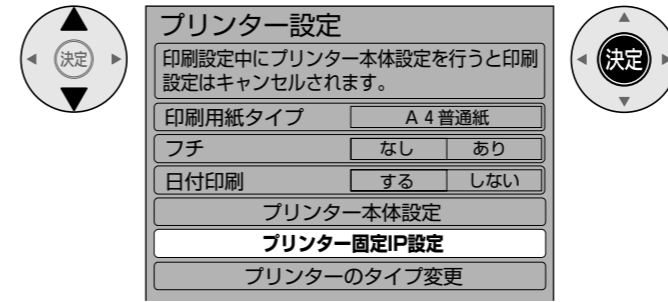 決定
プリンター設定
印刷設定中にプリンター本体設定を行うと印刷
設定はキャンセルされます。
印刷用紙タイプ A 4 普通紙
フチ なし あり
日付印刷 する しない
プリンター本体設定
プリンター固定IP設定
プリンターのタイプ変更
決定